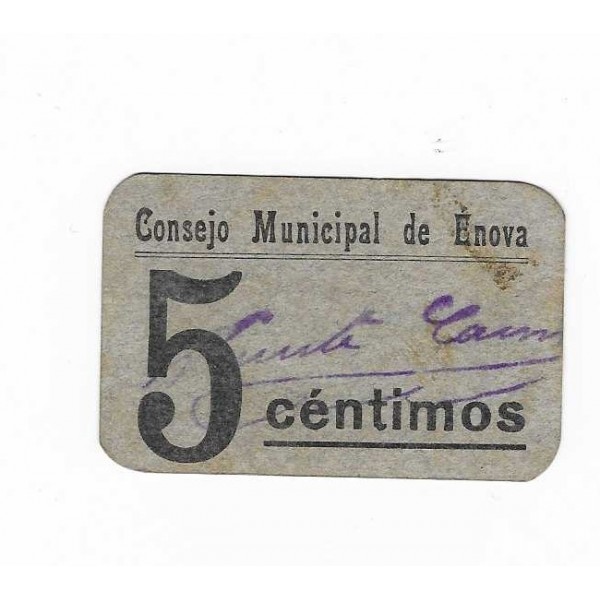 Consejo Municipal de Énova
5 céntimos